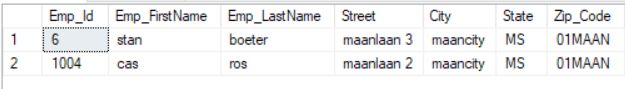 Emp_Id Emp_FirstName Emp_LastName Street City State Zip_Code
1 6 stan boeter maanlaan 3 maancity MS 01MAAN
2 1004 cas ros maanlaan 2 maancity MS 01MAAN